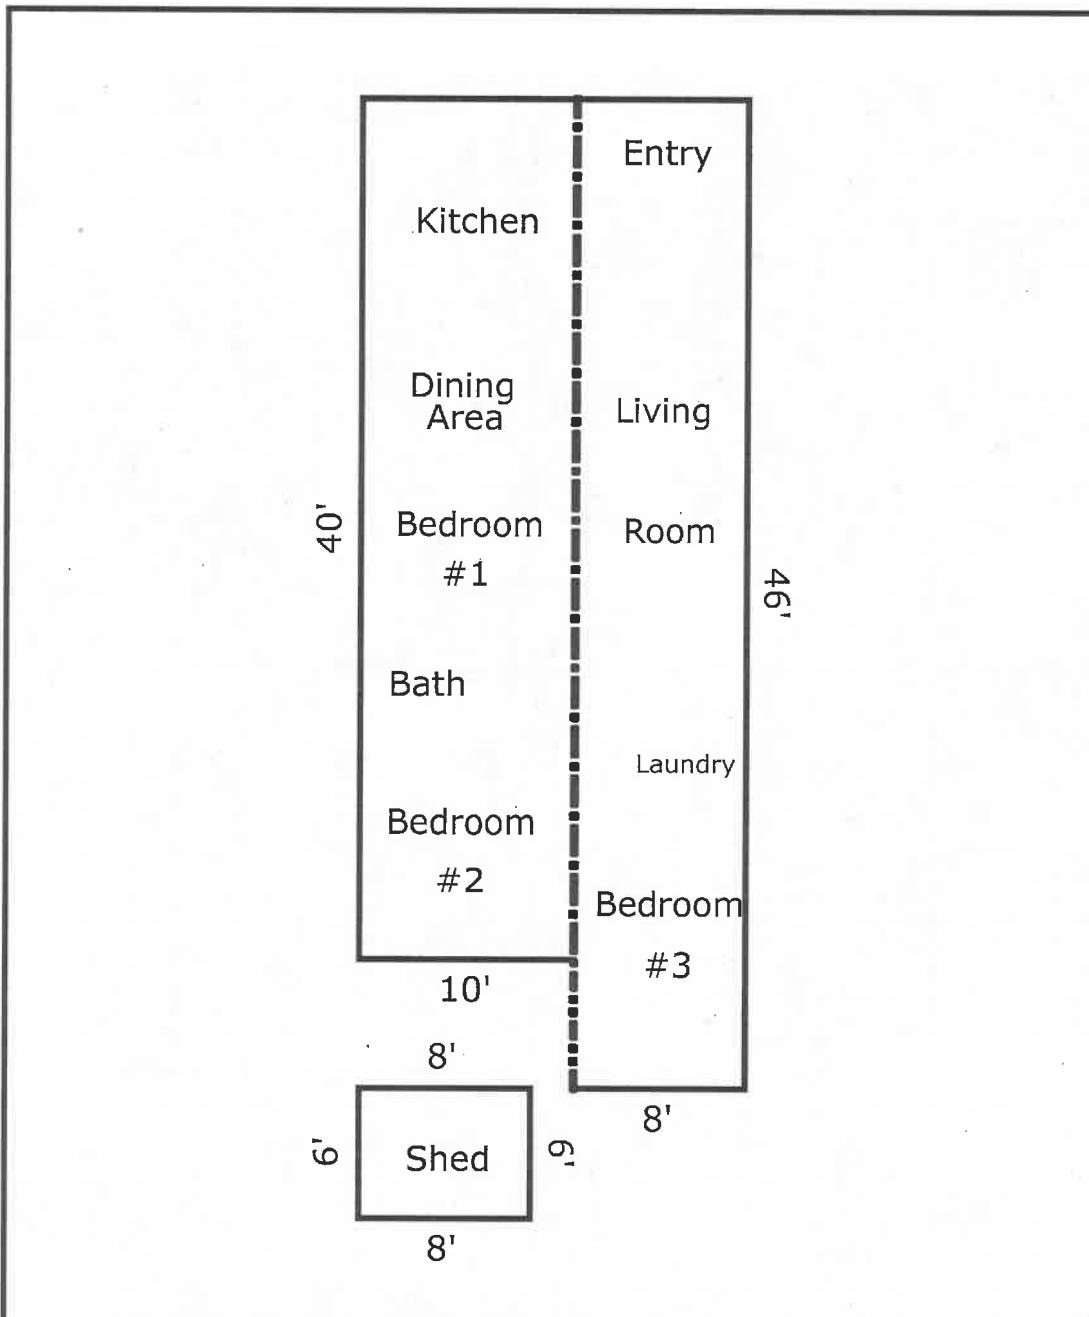 Entry
Kitchen
Dining
Area
Living
Bedroom
#1
Room
40'
46'
Bath
Laundry
Bedroom
#2
Bedroom
#3
10'
8'
8'
6'
Shed
6'
8'